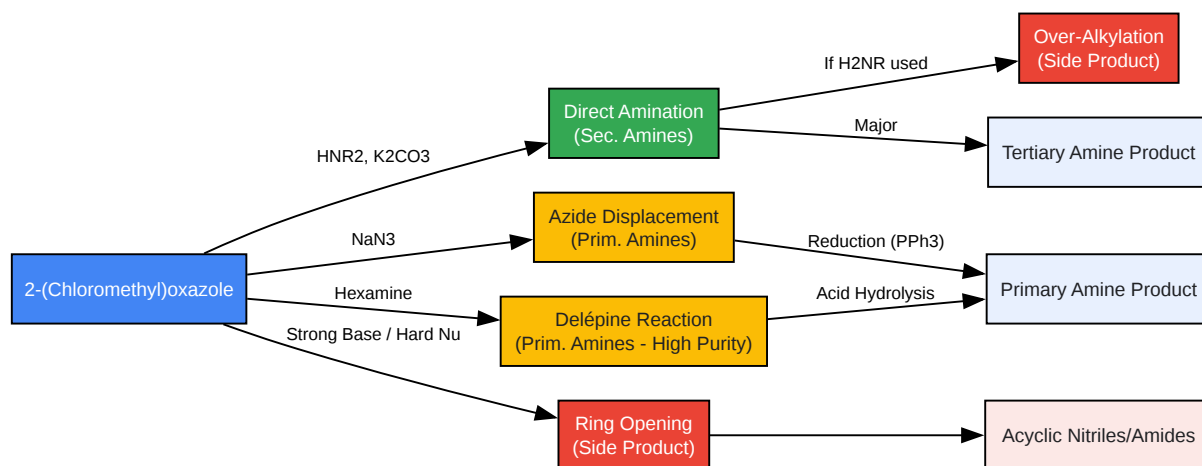 Over-Alkylation
(Side Product)
If H2NR used
Direct Amination
(Sec. Amines)
Major
Tertiary Amine Product
HNR2, K2CO3
Azide Displacement
(Prim. Amines)
NaN3
Reduction (PPh3)
2-(Chloromethyl)oxazole
Primary Amine Product
Hexamine
Acid Hydrolysis
Delépine Reaction
(Prim. Amines - High Purity)
Strong Base / Hard Nu
Ring Opening
(Side Product)
Acyclic Nitriles/Amides